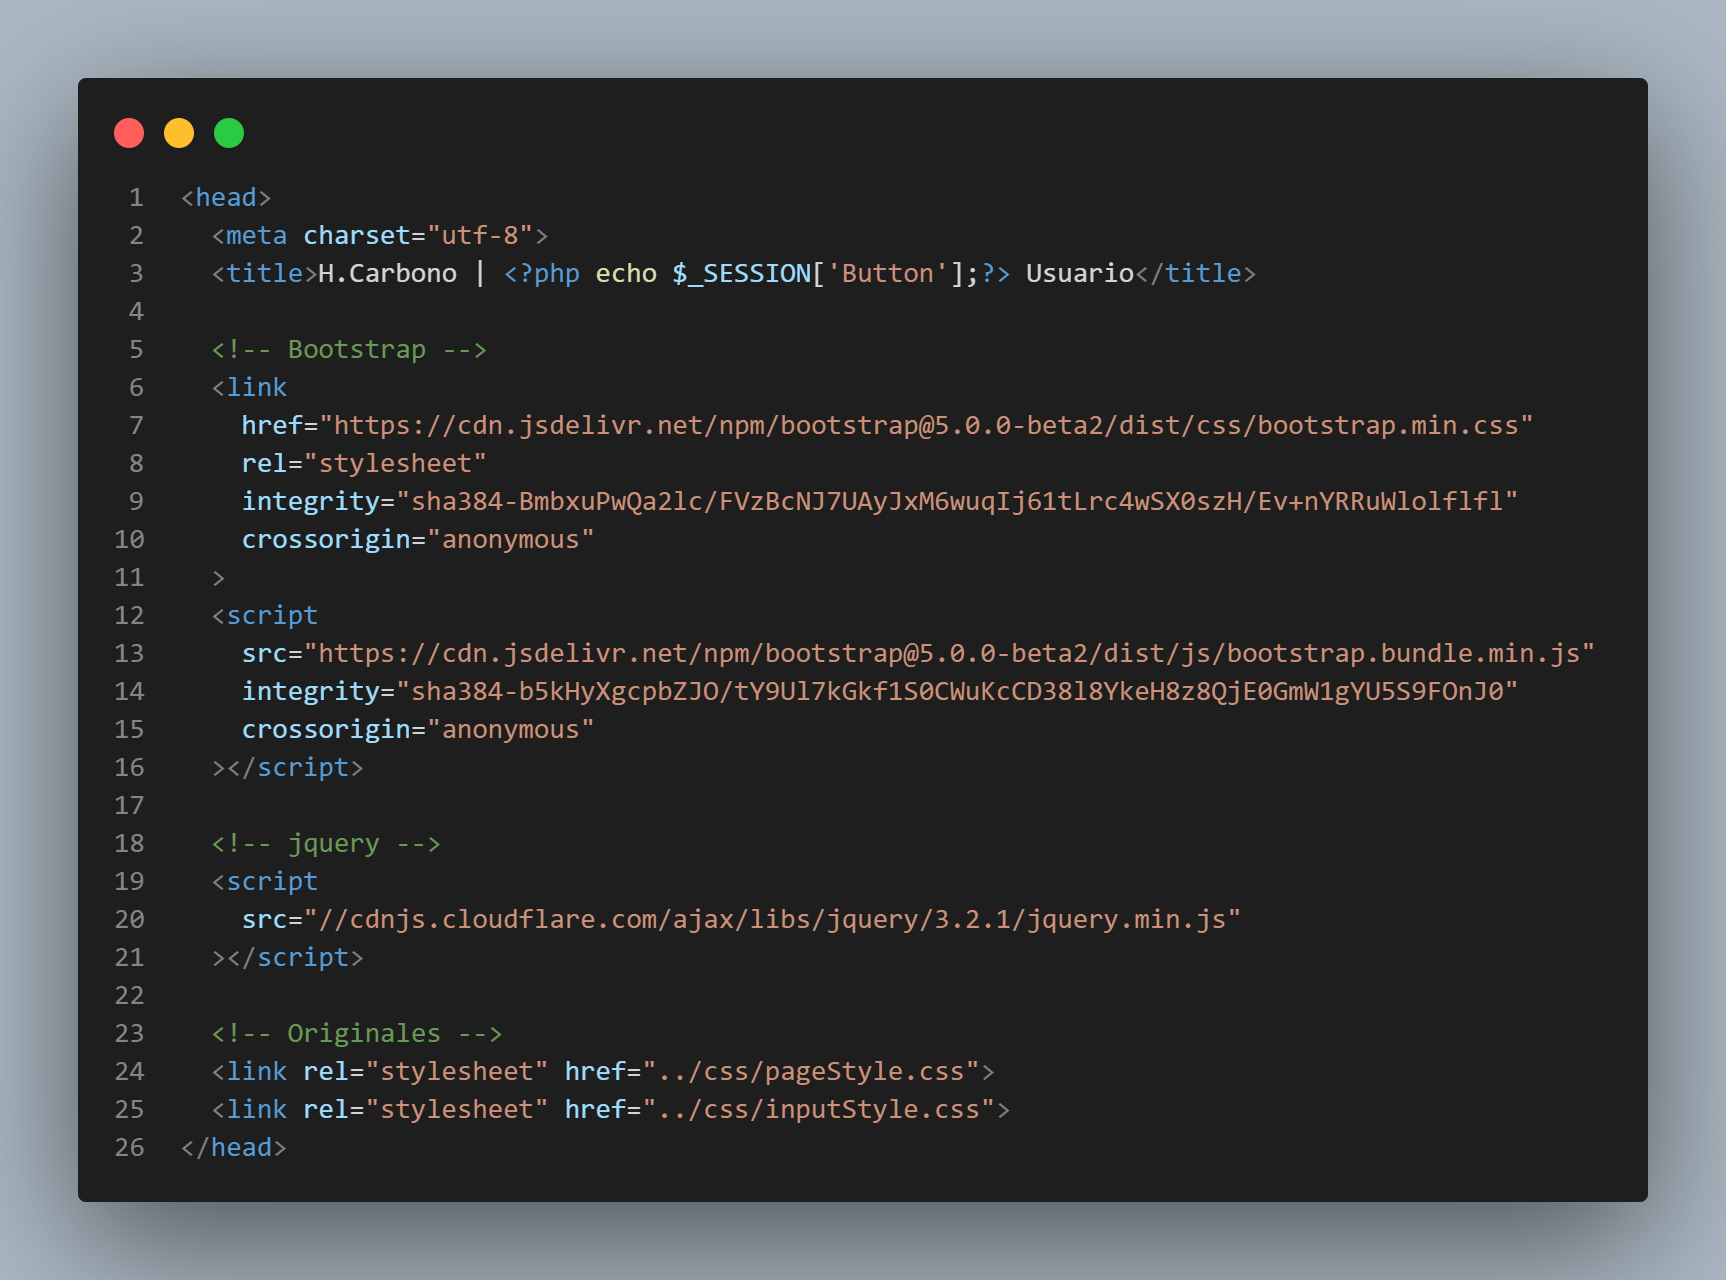 1 <head>
2   <meta charset="utf-8">
3   <title>H.Carbono | <?php echo $_SESSION['Button'];?> Usuario</title>
4
5   <!-- Bootstrap -->
6   <link
7     href="https://cdn.jsdelivr.net/npm/bootstrap@5.0.0-beta2/dist/css/bootstrap.min.css"
8     rel="stylesheet"
9     integrity="sha384-BmbxuPwQa2lc/FVzBcNJ7UAyJxM6wuqIj61tLrc4wSX0szH/Ev+nYRRuWlolflfl"
10     crossorigin="anonymous"
11   >
12   <script
13     src="https://cdn.jsdelivr.net/npm/bootstrap@5.0.0-beta2/dist/js/bootstrap.bundle.min.js"
14     integrity="sha384-b5kHyXgcpbZJO/tY9Ul7kGkf1S0CWuKcCD38l8YkeH8z8QjE0GmW1gYU5S9FOnJ0"
15     crossorigin="anonymous"
16   ></script>
17
18   <!-- jquery -->
19   <script
20     src="//cdnjs.cloudflare.com/ajax/libs/jquery/3.2.1/jquery.min.js"
21   ></script>
22
23   <!-- Originales -->
24   <link rel="stylesheet" href="../css/pageStyle.css">
25   <link rel="stylesheet" href="../css/inputStyle.css">
26 </head>